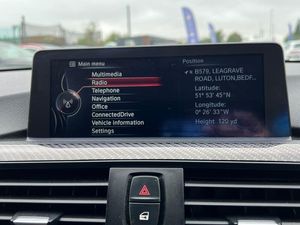 Main menu
Multimedia
Radio
Telephone
Navigation
Office
ConnectedDrive
Vehicle information
Settings
Position
B579, LEAGRAVE
ROAD, LUTON,BEDF...
Latitude:
51° 53' 45"N
Longitude:
0° 26' 33"W
Height: 120 yd